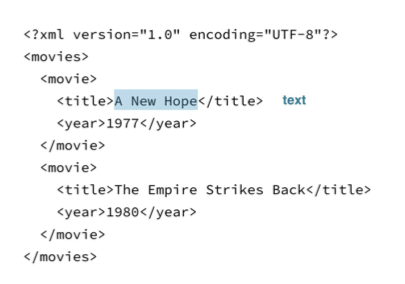 <?xml version="1.0" encoding="UTF-8"?>
<movies>
<movie>
<title>A New Hope</title> text
<year>1977</year>
</movie>
<movie>
<title>The Empire Strikes Back</title>
<year>1980</year>
</movie>
</movies>